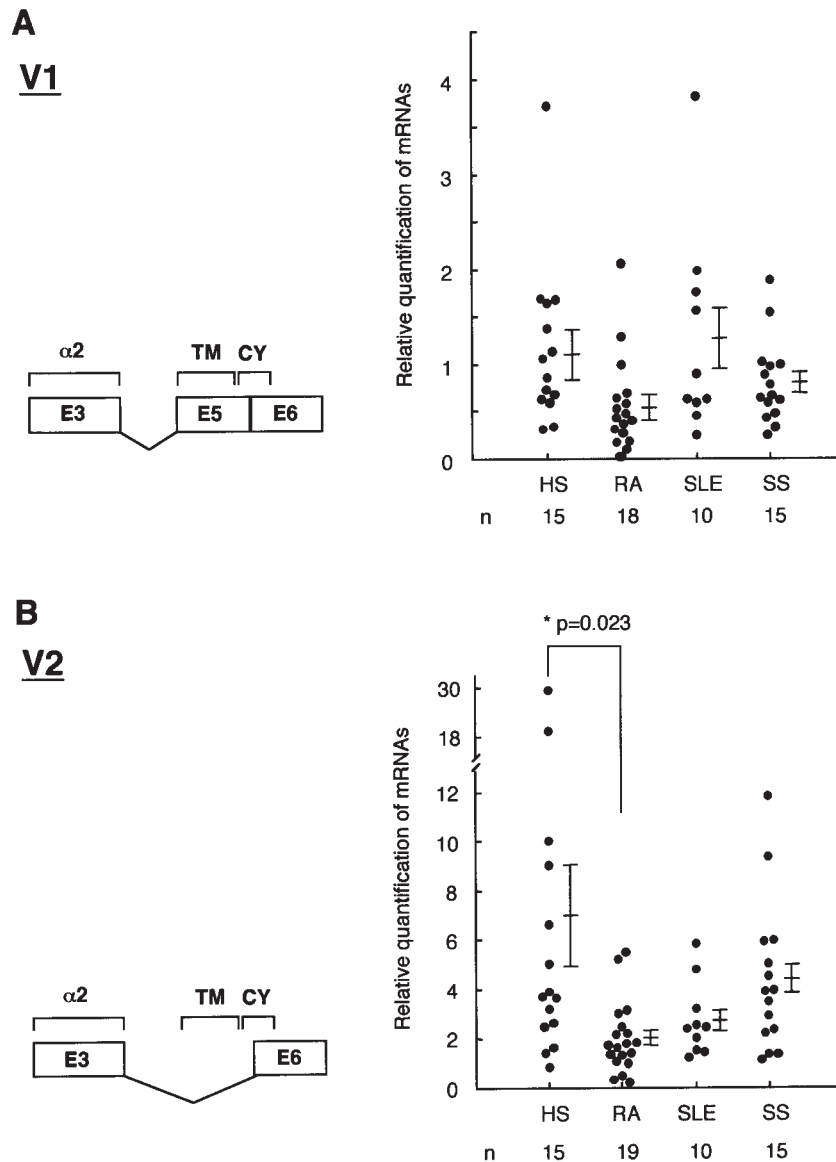 A
V1
Relative quantification of mRNAs
4
3
2
1
0
α2
TM CY
E3 E5 E6
HS RA SLE SS
n 15 18 10 15
B
V2
* p=0.023
Relative quantification of mRNAs
30
18
12
10
8
6
4
2
0
α2
TM CY
E3 E6
HS RA SLE SS
n 15 19 10 15